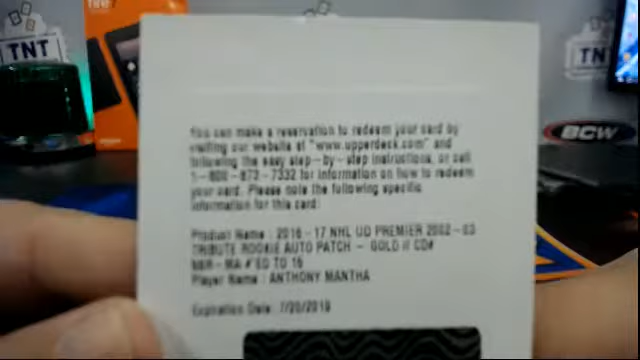 TNT
fire7
TNT
BCW
You can make a reservation to redeem your card by
visiting our website at "www.upperdeck.com" and
following the easy step-by-step instructions, or call
1-800-873-7332 for information on how to redeem
your card. Please note the following specific
information for this card:
Product Name : 2016-17 NHL UD PREMIER 2002-03
TRIBUTE ROOKIE AUTO PATCH - GOLD // CD#
MA #'ED TO 16
Player Name : ANTHONY MANTHA
Expiration Date: 7/20/2019